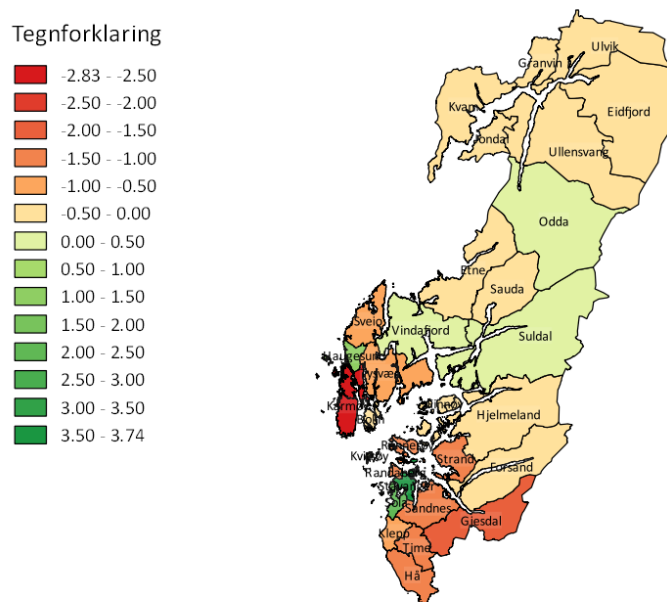 Tegnforklaring
-2.83 - -2.50
-2.50 - -2.00
-2.00 - -1.50
-1.50 - -1.00
-1.00 - -0.50
-0.50 - 0.00
0.00 - 0.50
0.50 - 1.00
1.00 - 1.50
1.50 - 2.00
2.00 - 2.50
2.50 - 3.00
3.00 - 3.50
3.50 - 3.74
Ulvik
Granvin
Eidfjord
Kvam
Jondal
Ullensvang
Odda
Etne
Sauda
Sveio
Vindafjord
Suldal
Haugesund
Tysvær
Karmøy
Bokn
Finnøy
Hjelmeland
Kvitsøy
Strand
Forsand
Randaberg
Stavanger
Sola
Sandnes
Gjesdal
Klepp
Time
Hå